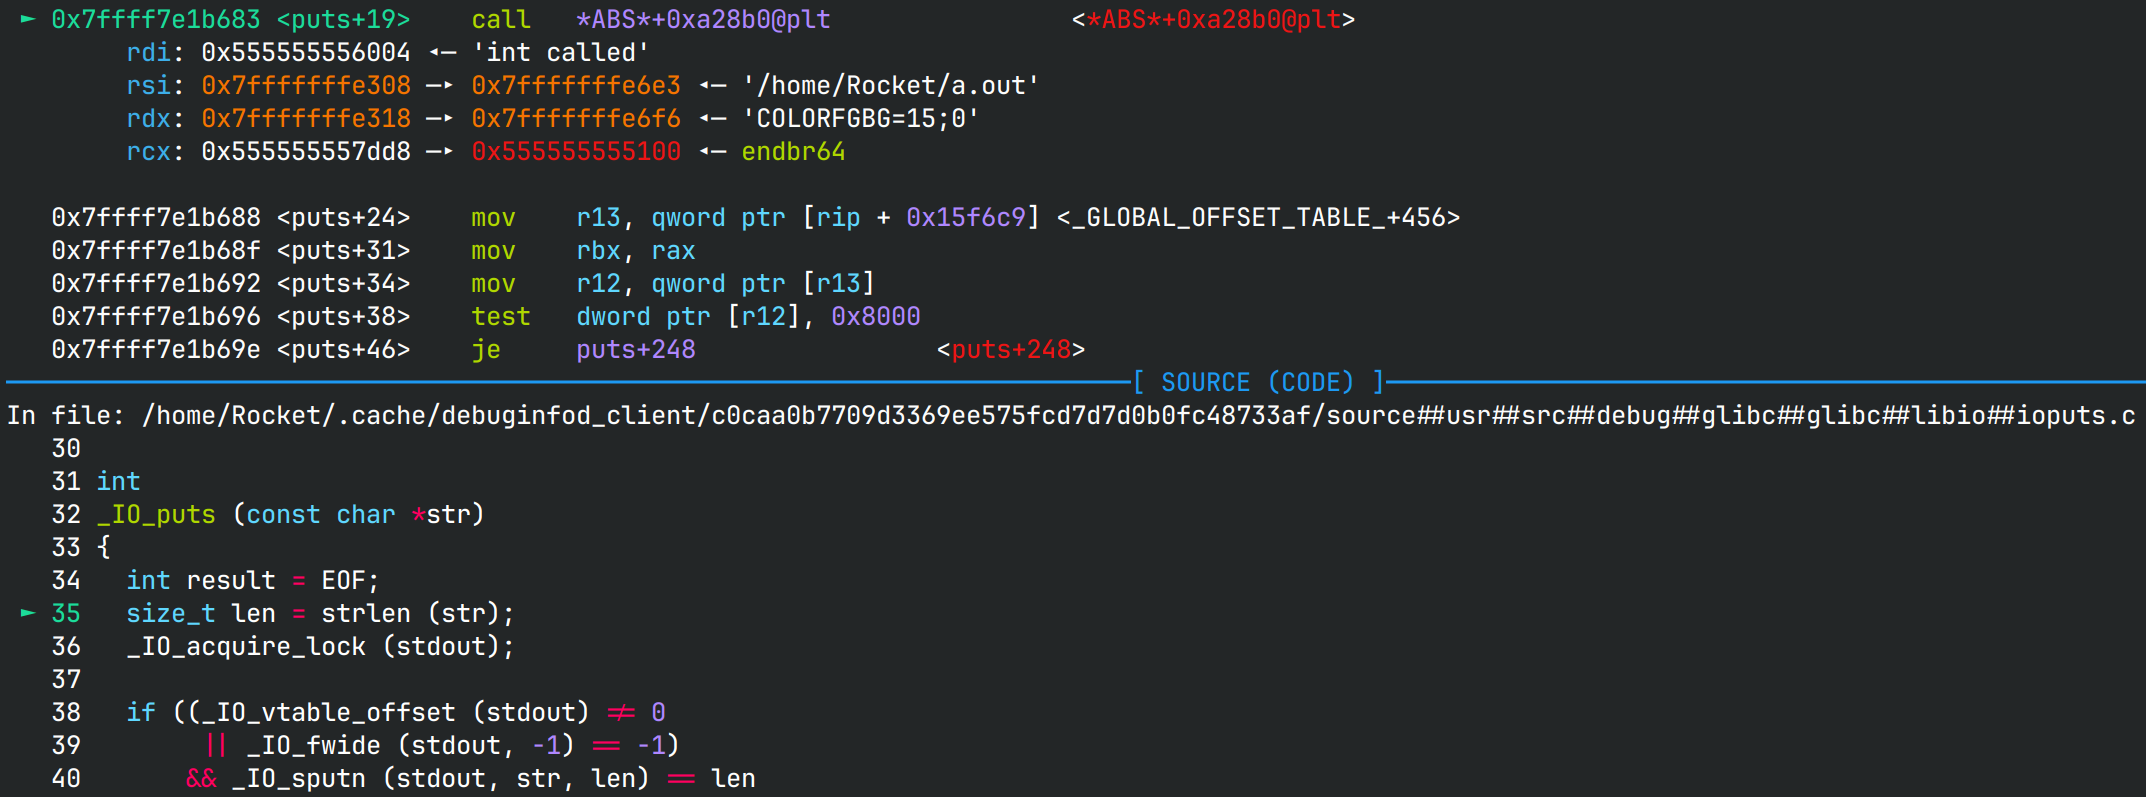 ► 0x7ffff7e1b683 <puts+19>    call   *ABS*+0xa28b0@plt                <*ABS*+0xa28b0@plt>
       rdi: 0x555555556004 ◂— 'int called'
       rsi: 0x7fffffffe308 —▸ 0x7fffffffe6e3 ◂— '/home/Rocket/a.out'
       rdx: 0x7fffffffe318 —▸ 0x7fffffffe6f6 ◂— 'COLORFGBG=15;0'
       rcx: 0x555555557dd8 —▸ 0x555555555100 ◂— endbr64
  0x7ffff7e1b688 <puts+24>    mov    r13, qword ptr [rip + 0x15f6c9] <_GLOBAL_OFFSET_TABLE_+456>
  0x7ffff7e1b68f <puts+31>    mov    rbx, rax
  0x7ffff7e1b692 <puts+34>    mov    r12, qword ptr [r13]
  0x7ffff7e1b696 <puts+38>    test   dword ptr [r12], 0x8000
  0x7ffff7e1b69e <puts+46>    je     puts+248                <puts+248>
[ SOURCE (CODE) ]
In file: /home/Rocket/.cache/debuginfod_client/c0caa0b7709d3369ee575fcd7d7d0b0fc48733af/source##usr##src##debug##glibc##glibc##libio##ioputs.c
   30
   31 int
   32 _IO_puts (const char *str)
   33 {
   34   int result = EOF;
 ► 35   size_t len = strlen (str);
   36   _IO_acquire_lock (stdout);
   37
   38   if ((_IO_vtable_offset (stdout) != 0
   39        || _IO_fwide (stdout, -1) == -1)
   40       && _IO_sputn (stdout, str, len) == len